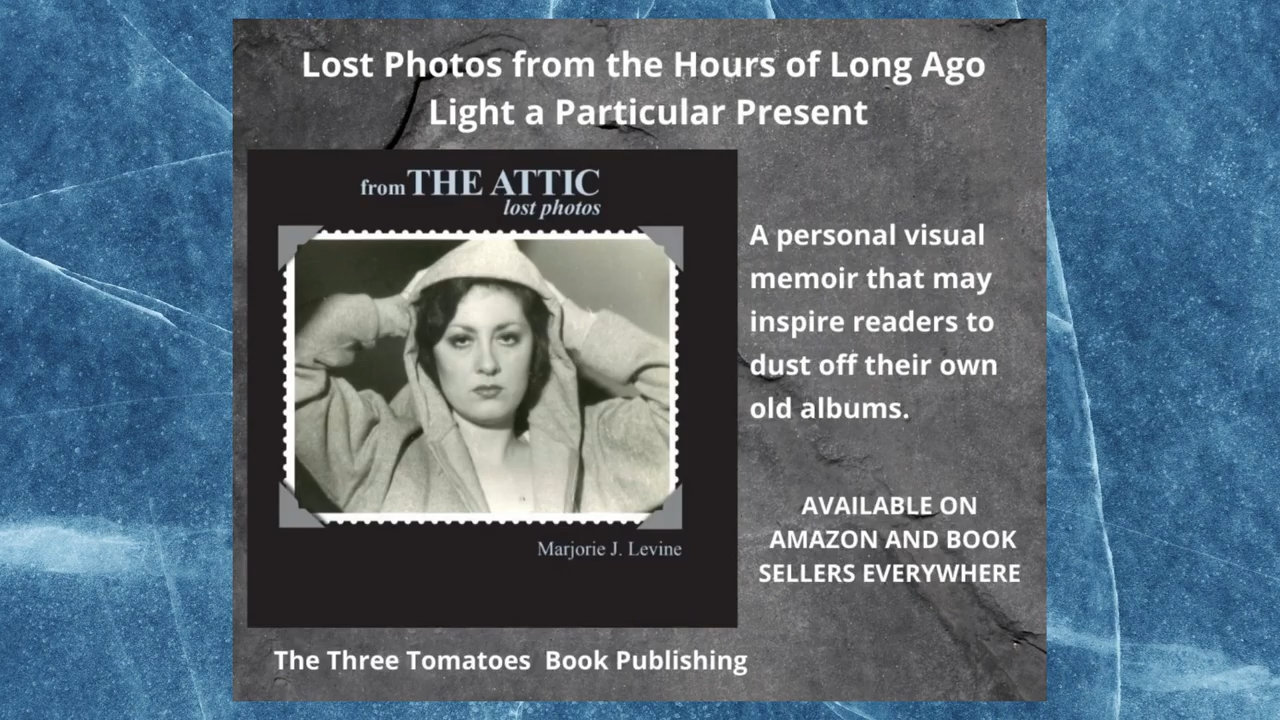 Lost Photos from the Hours of Long Ago
Light a Particular Present
from THE ATTIC
lost photos
Marjorie J. Levine
A personal visual
memoir that may
inspire readers to
dust off their own
old albums.
AVAILABLE ON
AMAZON AND BOOK
SELLERS EVERYWHERE
The Three Tomatoes Book Publishing